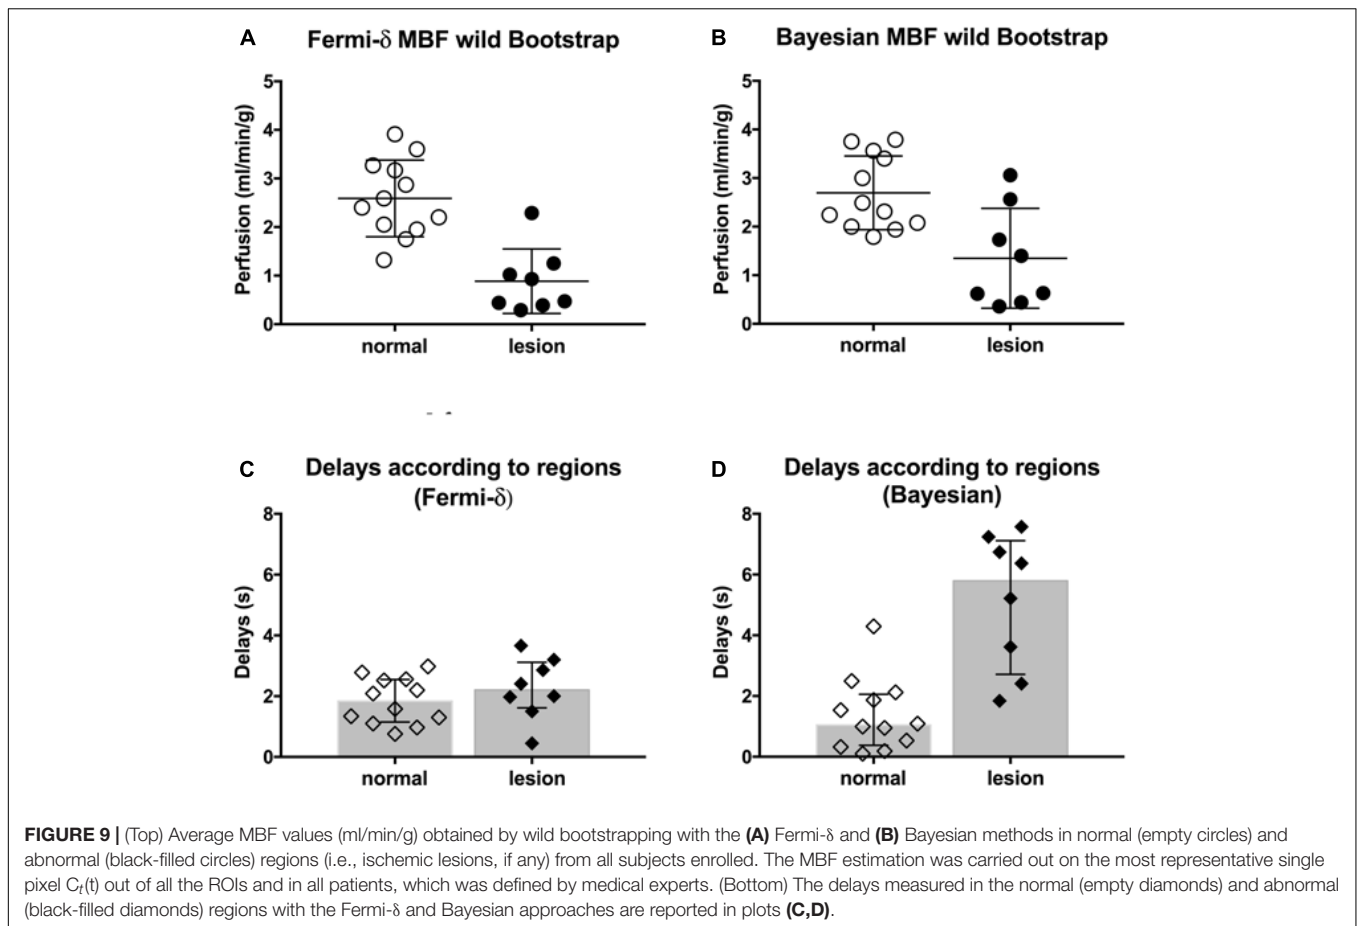 A Fermi-δ MBF wild Bootstrap
Perfusion (ml/min/g)
5
4
3
2
1
0
normal lesion
B Bayesian MBF wild Bootstrap
Perfusion (ml/min/g)
5
4
3
2
1
0
normal lesion
C Delays according to regions
(Fermi-δ)
Delays (s)
8
6
4
2
0
normal lesion
D Delays according to regions
(Bayesian)
Delays (s)
8
6
4
2
0
normal lesion
FIGURE 9 | (Top) Average MBF values (ml/min/g) obtained by wild bootstrapping with the (A) Fermi-δ and (B) Bayesian methods in normal (empty circles) and
abnormal (black-filled circles) regions (i.e., ischemic lesions, if any) from all subjects enrolled. The MBF estimation was carried out on the most representative single
pixel Ct(t) out of all the ROIs and in all patients, which was defined by medical experts. (Bottom) The delays measured in the normal (empty diamonds) and abnormal
(black-filled diamonds) regions with the Fermi-δ and Bayesian approaches are reported in plots (C,D).